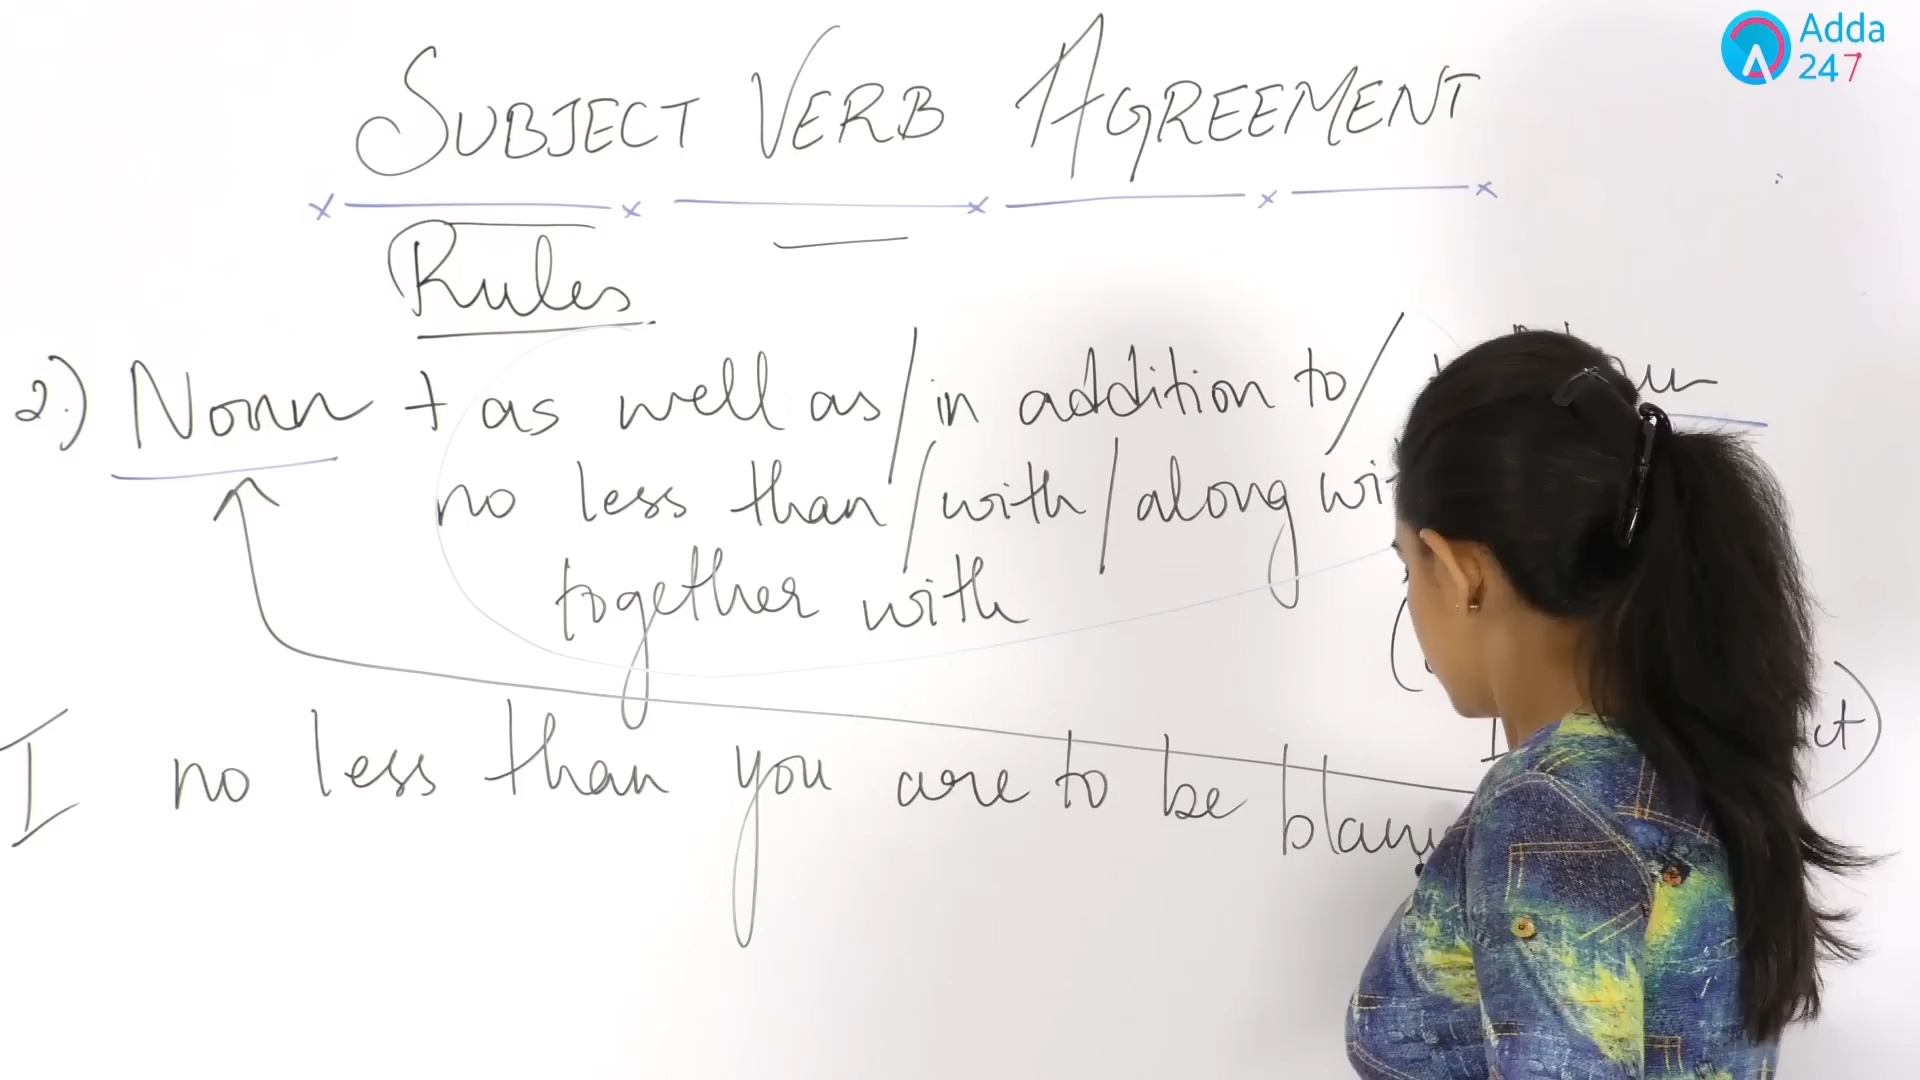 Adda
247
SUBJECT VERB AGREEMENT
Rules
2.) Noun + as well as / in addition to /
no less than / with / along
together with
I no less than you are to be